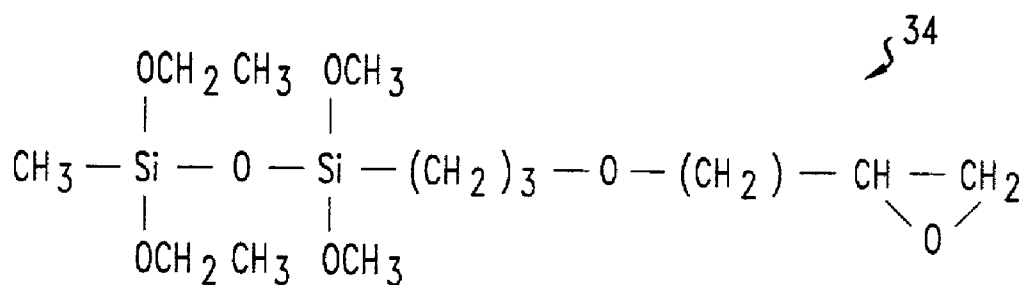 34
OCH2CH3 OCH3
CH3 — Si — O — Si — (CH2)3 — O — (CH2) — CH — CH2
O
OCH2CH3 OCH3